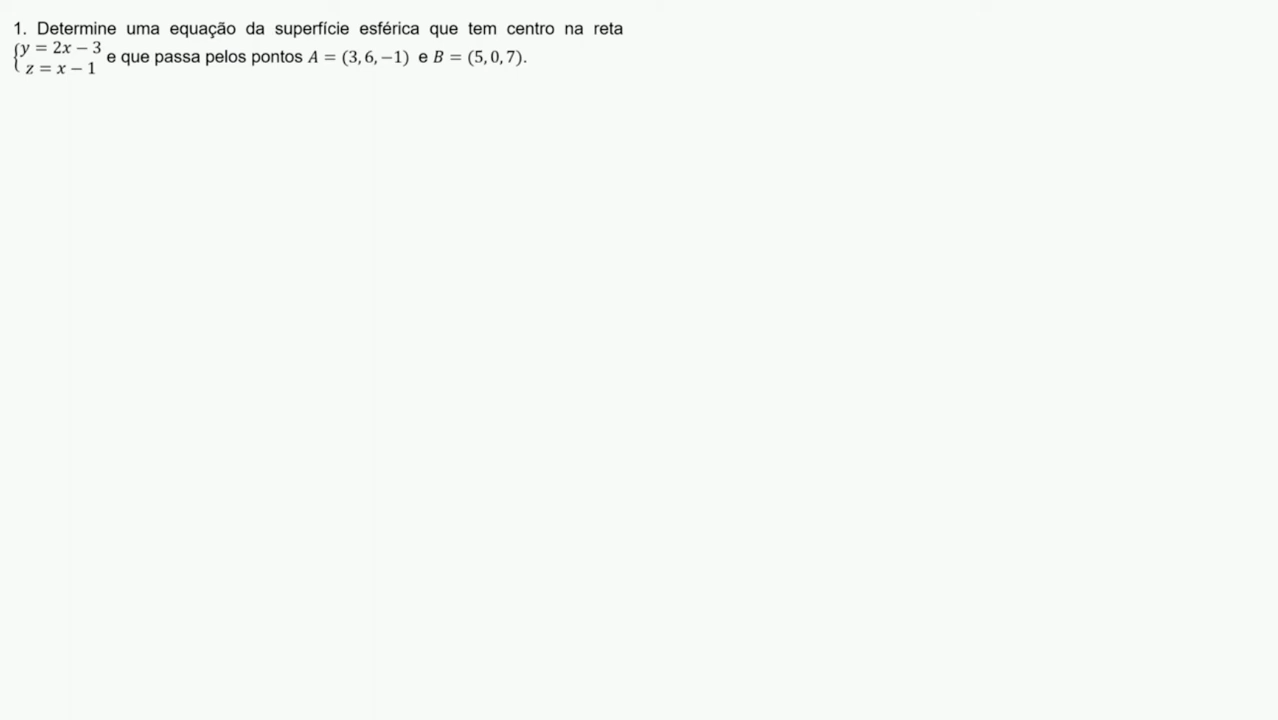 1. Determine uma equação da superfície esférica que tem centro na reta
{y = 2x − 3
z = x − 1 e que passa pelos pontos A = (3, 6, −1) e B = (5, 0, 7).